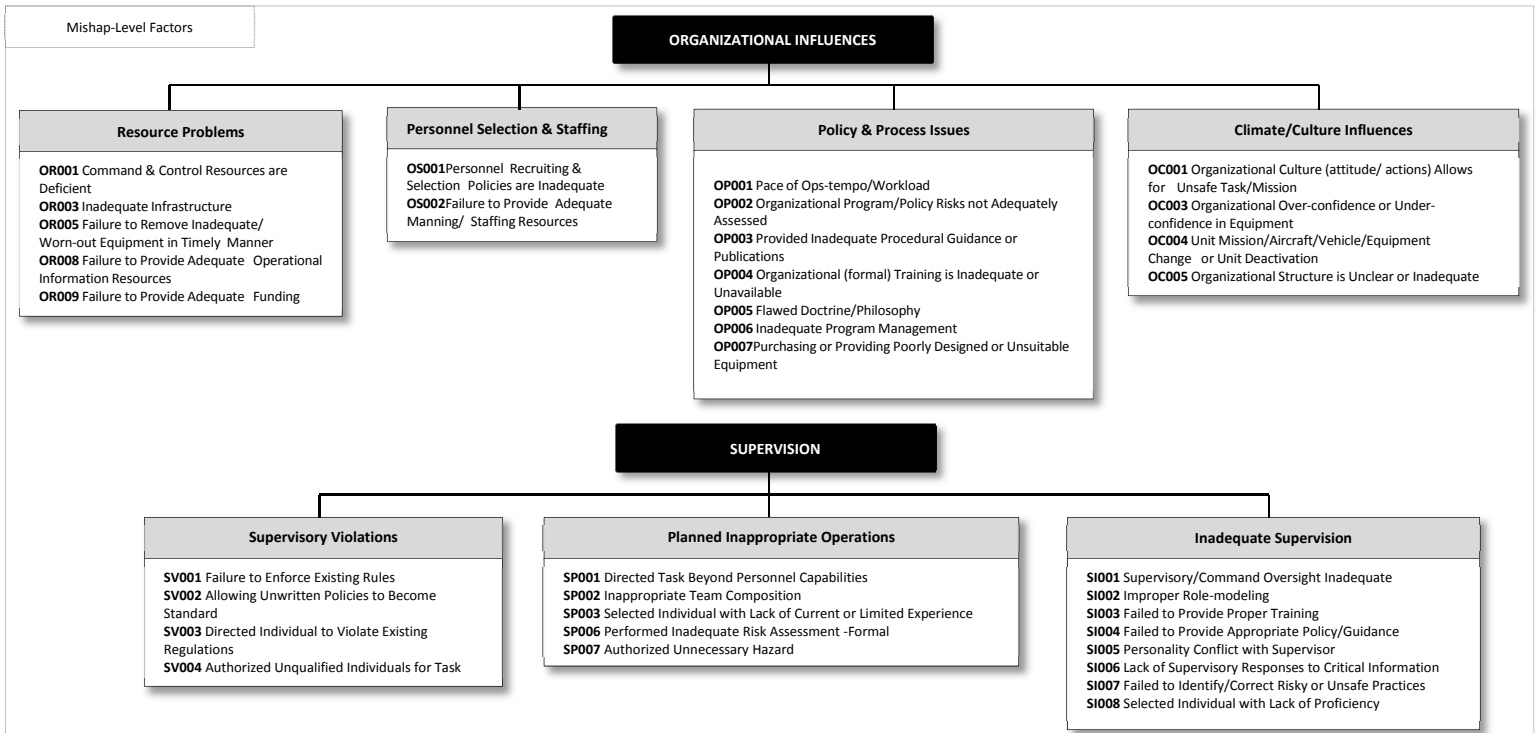 Mishap-Level Factors
ORGANIZATIONAL INFLUENCES
Resource Problems
OR001 Command & Control Resources are
Deficient
OR003 Inadequate Infrastructure
OR005 Failure to Remove Inadequate/
Worn-out Equipment in Timely Manner
OR008 Failure to Provide Adequate Operational
Information Resources
OR009 Failure to Provide Adequate Funding
Personnel Selection & Staffing
OS001Personnel Recruiting &
Selection Policies are Inadequate
OS002Failure to Provide Adequate
Manning/ Staffing Resources
Policy & Process Issues
OP001 Pace of Ops-tempo/Workload
OP002 Organizational Program/Policy Risks not Adequately
Assessed
OP003 Provided Inadequate Procedural Guidance or
Publications
OP004 Organizational (formal) Training is Inadequate or
Unavailable
OP005 Flawed Doctrine/Philosophy
OP006 Inadequate Program Management
OP007Purchasing or Providing Poorly Designed or Unsuitable
Equipment
Climate/Culture Influences
OC001 Organizational Culture (attitude/ actions) Allows
for Unsafe Task/Mission
OC003 Organizational Over-confidence or Under-
confidence in Equipment
OC004 Unit Mission/Aircraft/Vehicle/Equipment
Change or Unit Deactivation
OC005 Organizational Structure is Unclear or Inadequate
SUPERVISION
Supervisory Violations
SV001 Failure to Enforce Existing Rules
SV002 Allowing Unwritten Policies to Become
Standard
SV003 Directed Individual to Violate Existing
Regulations
SV004 Authorized Unqualified Individuals for Task
Planned Inappropriate Operations
SP001 Directed Task Beyond Personnel Capabilities
SP002 Inappropriate Team Composition
SP003 Selected Individual with Lack of Current or Limited Experience
SP006 Performed Inadequate Risk Assessment -Formal
SP007 Authorized Unnecessary Hazard
Inadequate Supervision
SI001 Supervisory/Command Oversight Inadequate
SI002 Improper Role-modeling
SI003 Failed to Provide Proper Training
SI004 Failed to Provide Appropriate Policy/Guidance
SI005 Personality Conflict with Supervisor
SI006 Lack of Supervisory Responses to Critical Information
SI007 Failed to Identify/Correct Risky or Unsafe Practices
SI008 Selected Individual with Lack of Proficiency